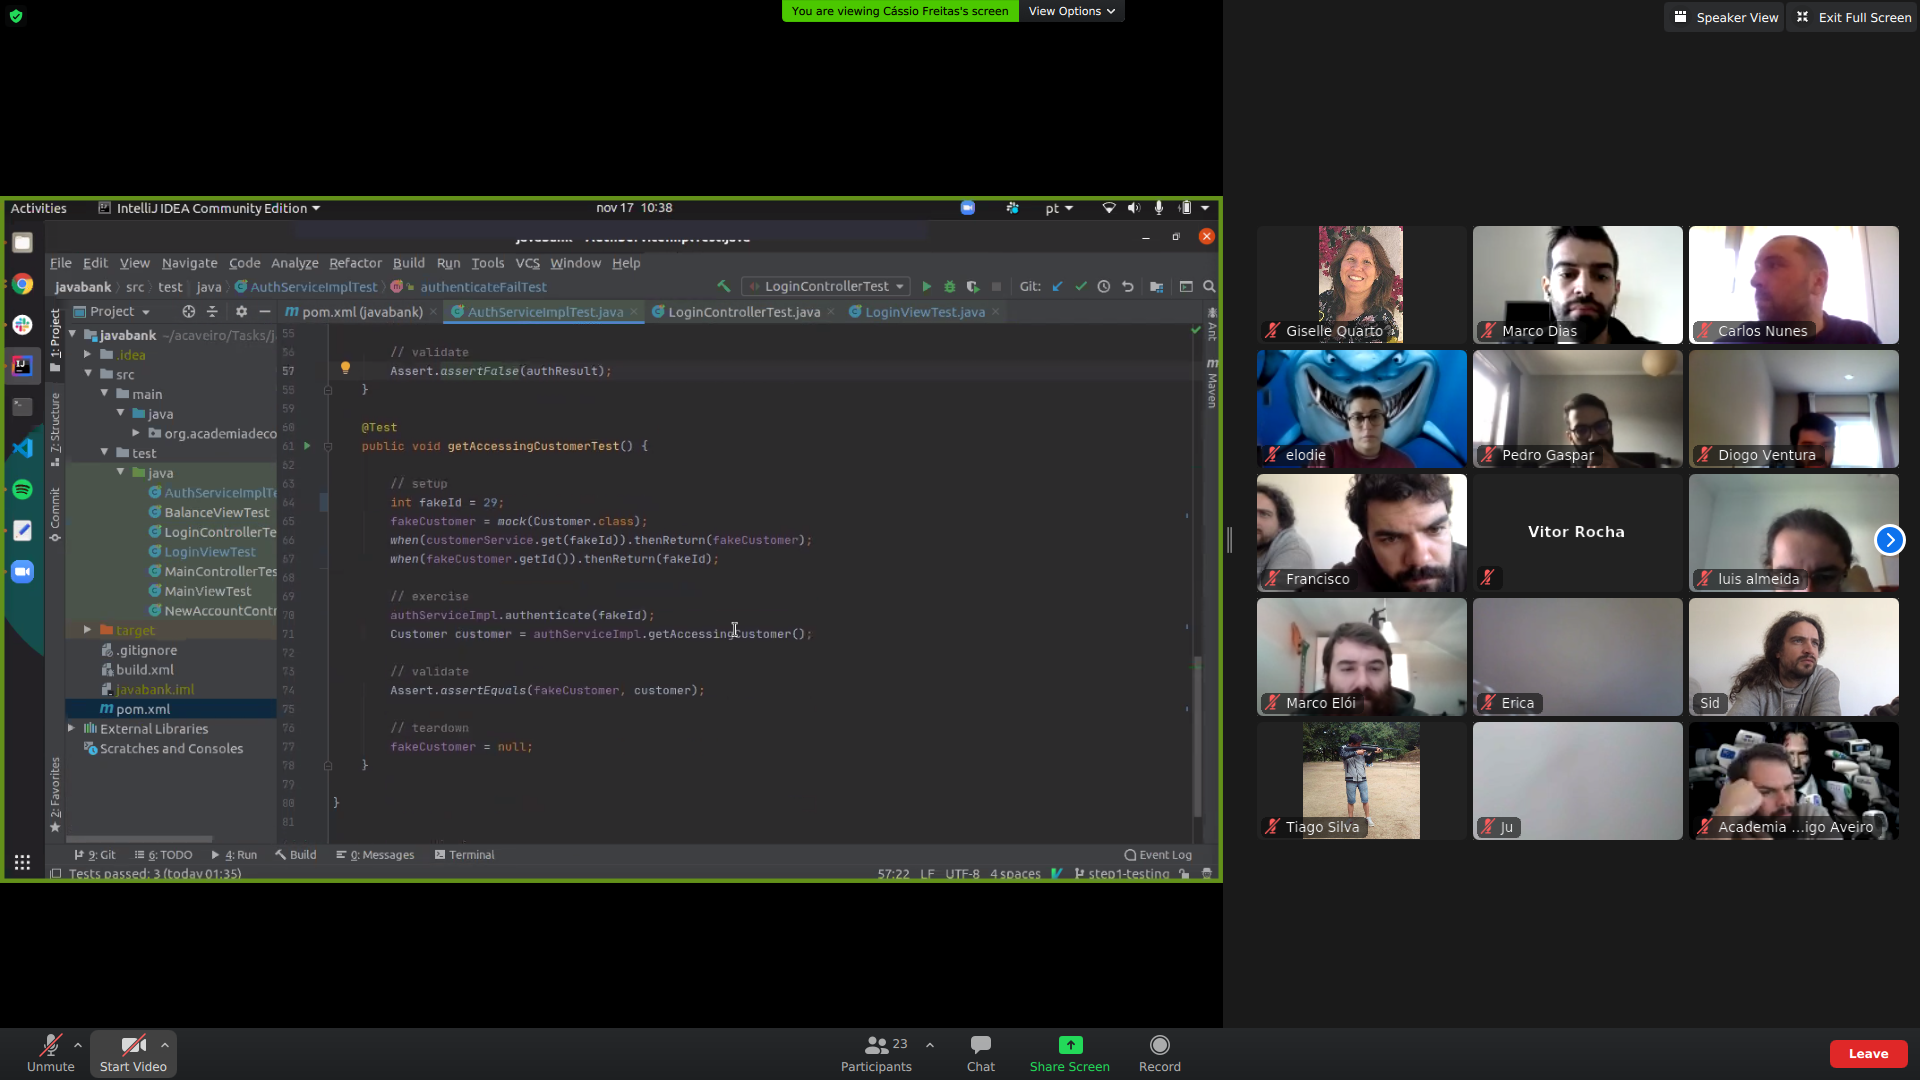 You are viewing Cássio Freitas's screen
View Options
Speaker View
Exit Full Screen
Activities
IntelliJ IDEA Community Edition
nov 17 10:38
pt
File Edit View Navigate Code Analyze Refactor Build Run Tools VCS Window Help
javabank src test java AuthServiceImplTest authenticateFailTest
LoginControllerTest
Git:
Project
pom.xml (javabank)
AuthServiceImplTest.java
LoginControllerTest.java
LoginViewTest.java
1: Project
7: Structure
Commit
2: Favorites
Ant
Maven
javabank ~/acaveiro/Tasks/j
.idea
src
main
java
org.academiadeco
test
java
AuthServiceImplTe
BalanceViewTest
LoginControllerTe
LoginViewTest
MainControllerTes
MainViewTest
NewAccountContr
target
.gitignore
build.xml
javabank.iml
pom.xml
External Libraries
Scratches and Consoles
55
56 // validate
57 Assert.assertFalse(authResult);
58 }
59
60 @Test
61 public void getAccessingCustomerTest() {
62
63 // setup
64 int fakeId = 29;
65 fakeCustomer = mock(Customer.class);
66 when(customerService.get(fakeId)).thenReturn(fakeCustomer);
67 when(fakeCustomer.getId()).thenReturn(fakeId);
68
69 // exercise
70 authServiceImpl.authenticate(fakeId);
71 Customer customer = authServiceImpl.getAccessingCustomer();
72
73 // validate
74 Assert.assertEquals(fakeCustomer, customer);
75
76 // teardown
77 fakeCustomer = null;
78 }
79
80 }
81
9: Git
6: TODO
4: Run
Build
0: Messages
Terminal
Event Log
Tests passed: 3 (today 01:35)
57:22 LF UTF-8 4 spaces
step1-testing
Giselle Quarto
Marco Dias
Carlos Nunes
elodie
Pedro Gaspar
Diogo Ventura
Francisco
Vitor Rocha
luis almeida
Marco Elói
Erica
Sid
Tiago Silva
Ju
Academia ...igo Aveiro
Unmute
Start Video
Participants
23
Chat
Share Screen
Record
Leave